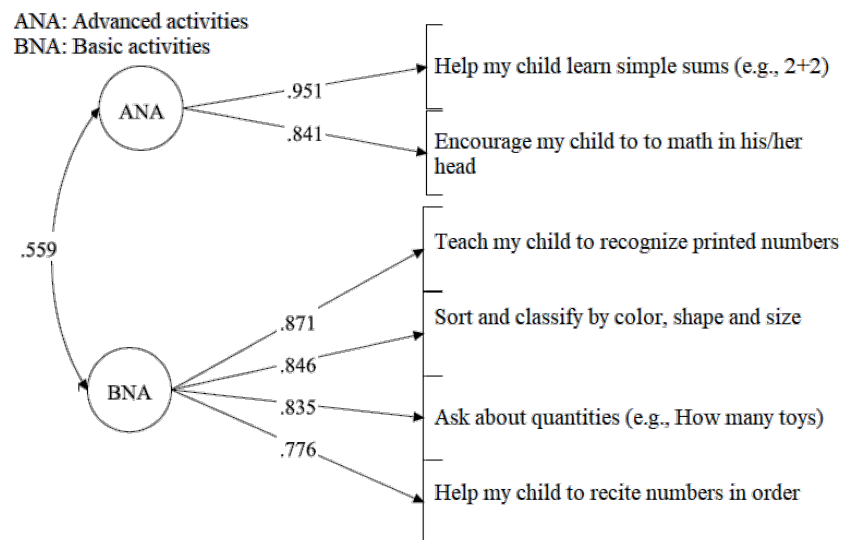 ANA: Advanced activities
BNA: Basic activities
ANA
.951
Help my child learn simple sums (e.g., 2+2)
.841
Encourage my child to to math in his/her
head
.559
BNA
.871
Teach my child to recognize printed numbers
.846
Sort and classify by color, shape and size
.835
Ask about quantities (e.g., How many toys)
.776
Help my child to recite numbers in order